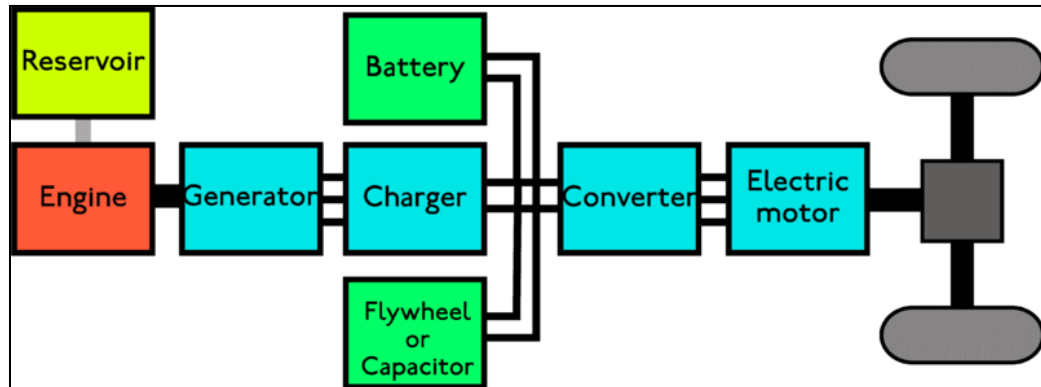 Reservoir
Battery
Engine
Generator
Charger
Converter
Electric
motor
Flywheel
or
Capacitor